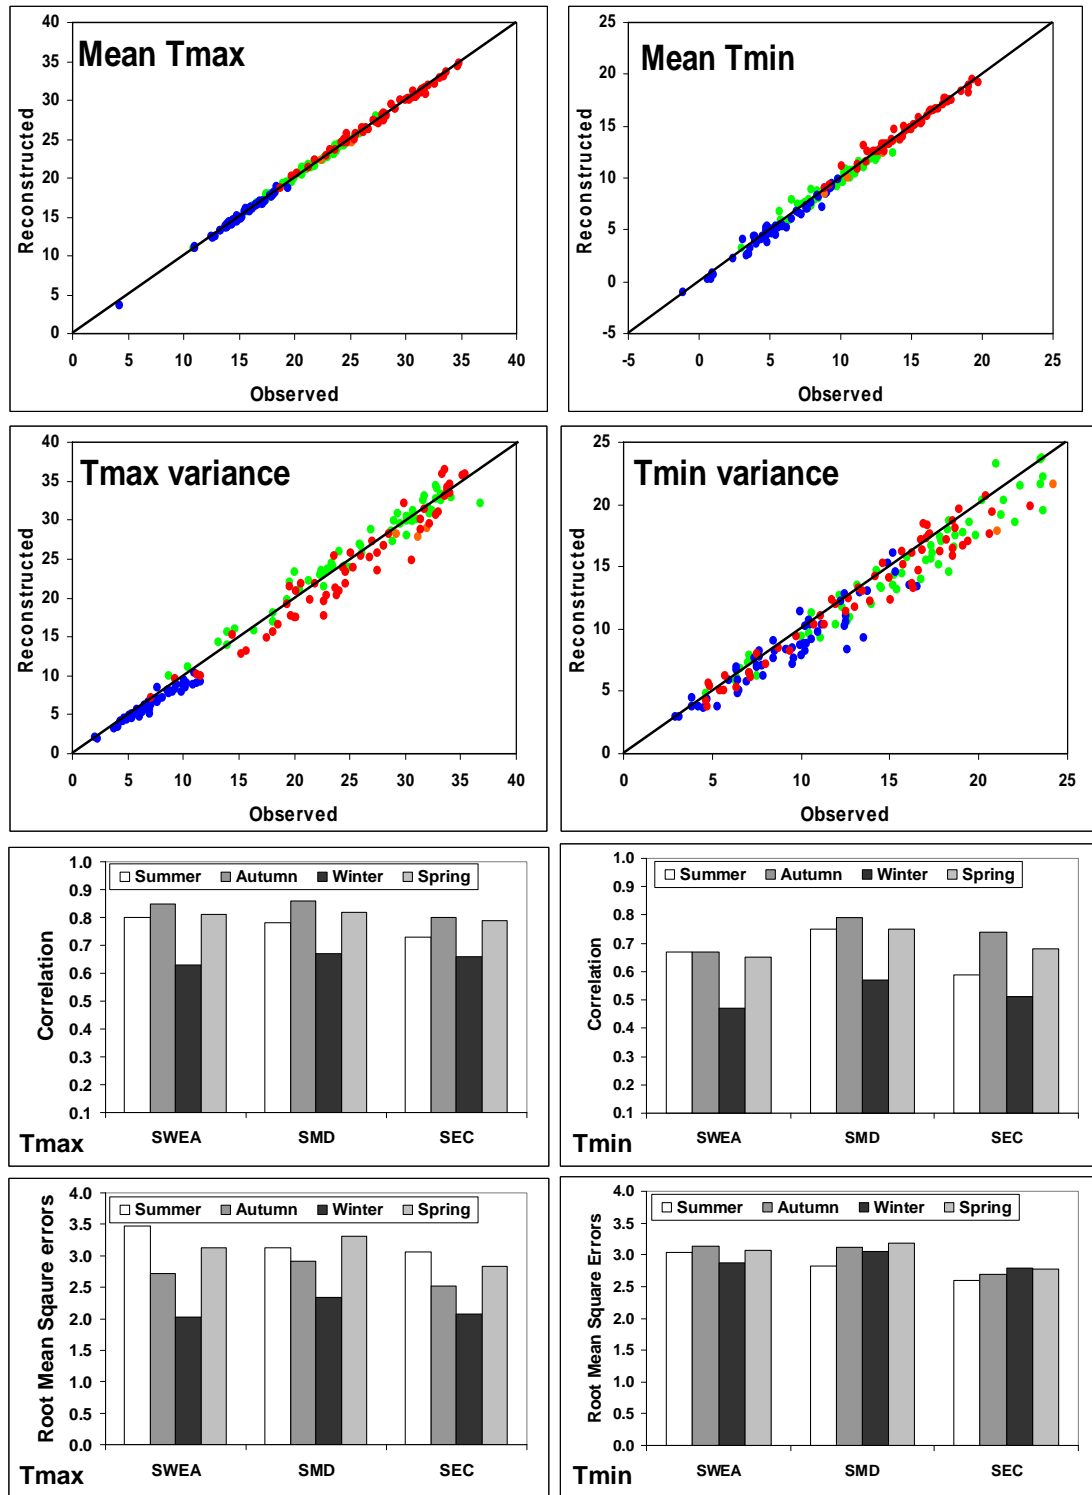 Mean Tmax
Reconstructed
40
35
30
25
20
15
10
5
0
0 5 10 15 20 25 30 35 40
Observed
Mean Tmin
Reconstructed
25
20
15
10
5
0
-5
-5 0 5 10 15 20 25
Observed
Tmax variance
Reconstructed
40
35
30
25
20
15
10
5
0
0 5 10 15 20 25 30 35 40
Observed
Tmin variance
Reconstructed
25
20
15
10
5
0
0 5 10 15 20 25
Observed
Summer Autumn Winter Spring
Correlation
1.0
0.9
0.8
0.7
0.6
0.5
0.4
0.3
0.2
0.1
SWEA SMD SEC
Tmax
Summer Autumn Winter Spring
Correlation
1.0
0.9
0.8
0.7
0.6
0.5
0.4
0.3
0.2
0.1
SWEA SMD SEC
Tmin
Summer Autumn Winter Spring
Root Mean Sqaure errors
4.0
3.5
3.0
2.5
2.0
1.5
1.0
0.5
0.0
SWEA SMD SEC
Tmax
Summer Autumn Winter Spring
Root Mean Square Errors
4.0
3.5
3.0
2.5
2.0
1.5
1.0
0.5
0.0
SWEA SMD SEC
Tmin